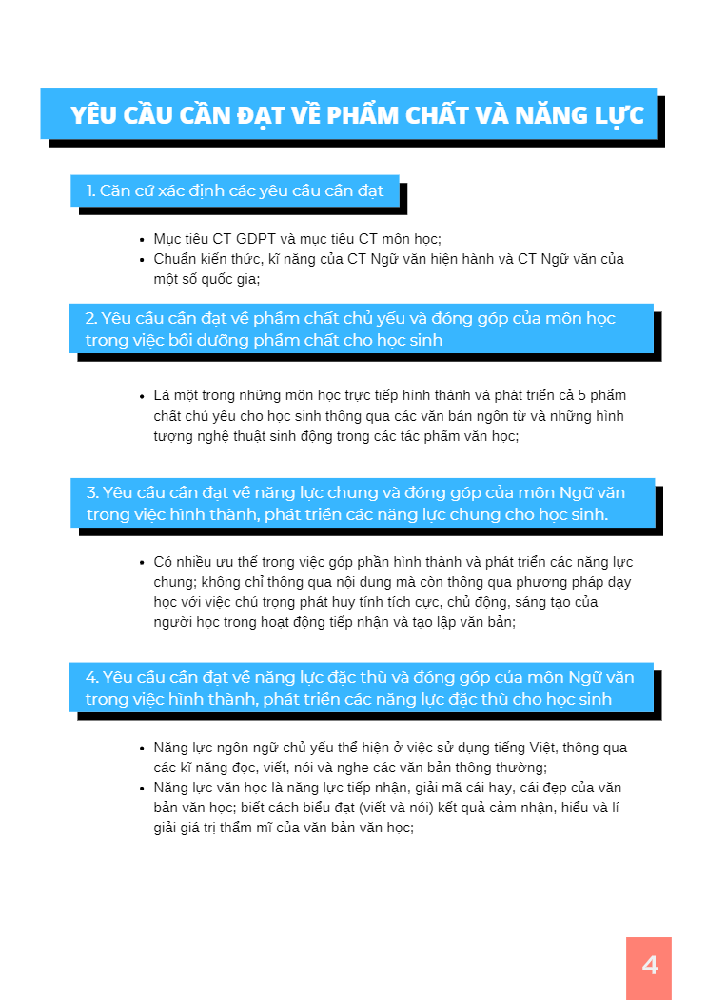 YÊU CẦU CẦN ĐẠT VỀ PHẨM CHẤT VÀ NĂNG LỰC
1. Căn cứ xác định các yêu cầu cần đạt
• Mục tiêu CT GDPT và mục tiêu CT môn học;
• Chuẩn kiến thức, kĩ năng của CT Ngữ văn hiện hành và CT Ngữ văn của
một số quốc gia;
2. Yêu cầu cần đạt về phẩm chất chủ yếu và đóng góp của môn học
trong việc bồi dưỡng phẩm chất cho học sinh
• Là một trong những môn học trực tiếp hình thành và phát triển cả 5 phẩm
chất chủ yếu cho học sinh thông qua các văn bản ngôn từ và những hình
tượng nghệ thuật sinh động trong các tác phẩm văn học;
3. Yêu cầu cần đạt về năng lực chung và đóng góp của môn Ngữ văn
trong việc hình thành, phát triển các năng lực chung cho học sinh.
• Có nhiều ưu thế trong việc góp phần hình thành và phát triển các năng lực
chung; không chỉ thông qua nội dung mà còn thông qua phương pháp dạy
học với việc chú trọng phát huy tính tích cực, chủ động, sáng tạo của
người học trong hoạt động tiếp nhận và tạo lập văn bản;
4. Yêu cầu cần đạt về năng lực đặc thù và đóng góp của môn Ngữ văn
trong việc hình thành, phát triển các năng lực đặc thù cho học sinh
• Năng lực ngôn ngữ chủ yếu thể hiện ở việc sử dụng tiếng Việt, thông qua
các kĩ năng đọc, viết, nói và nghe các văn bản thông thường;
• Năng lực văn học là năng lực tiếp nhận, giải mã cái hay, cái đẹp của văn
bản văn học; biết cách biểu đạt (viết và nói) kết quả cảm nhận, hiểu và lí
giải giá trị thẩm mĩ của văn bản văn học;
4